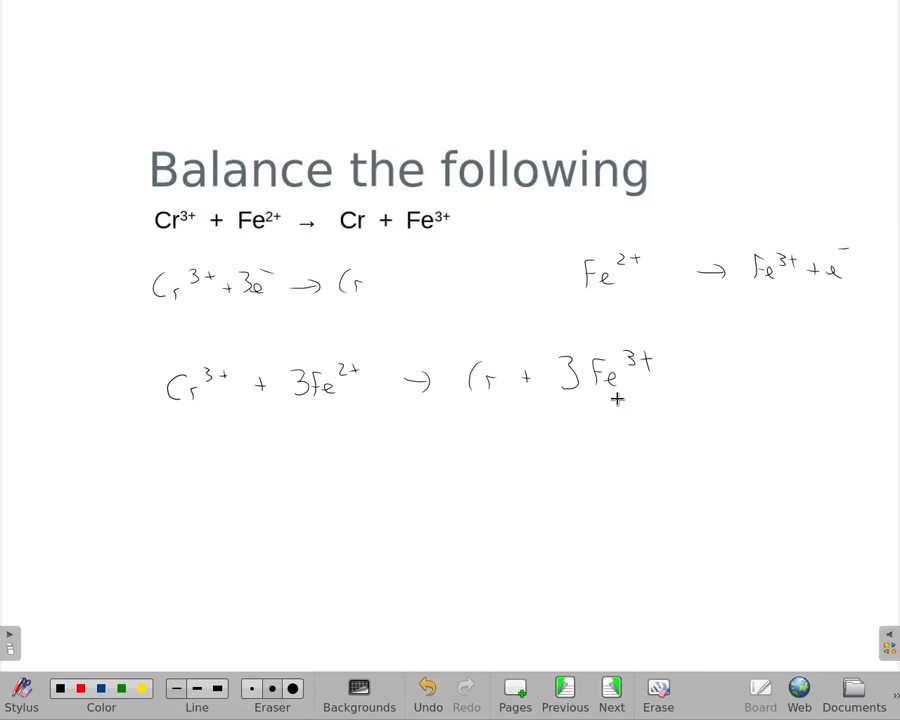 Balance the following
Cr³⁺ + Fe²⁺ → Cr + Fe³⁺
Cr³⁺ + 3e⁻ → Cr
Fe²⁺ → Fe³⁺ + e⁻
Cr³⁺ + 3Fe²⁺ → Cr + 3Fe³⁺
Stylus
Color
Line
Eraser
Backgrounds
Undo
Redo
Pages
Previous
Next
Erase
Board
Web
Documents